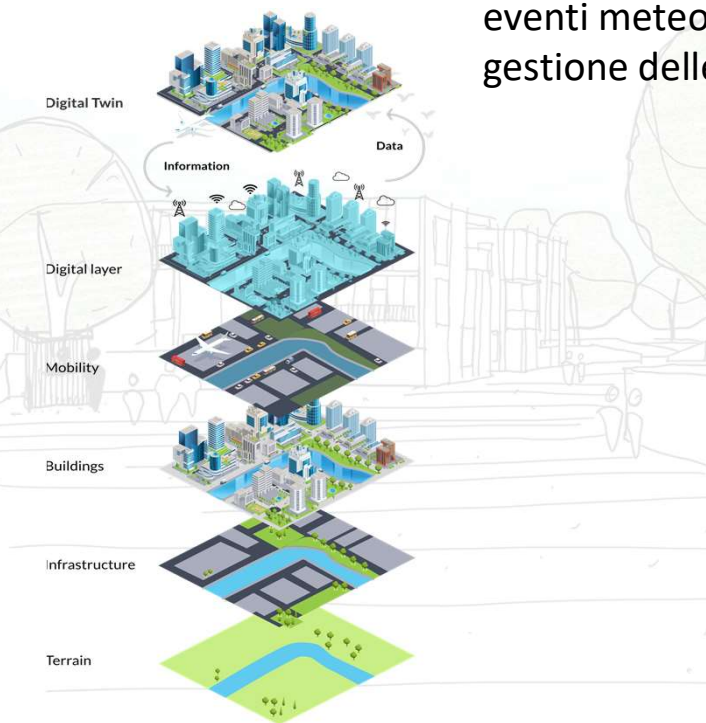 eventi meteo
gestione delle
Digital Twin
Data
Information
Digital layer
Mobility
Buildings
Infrastructure
Terrain